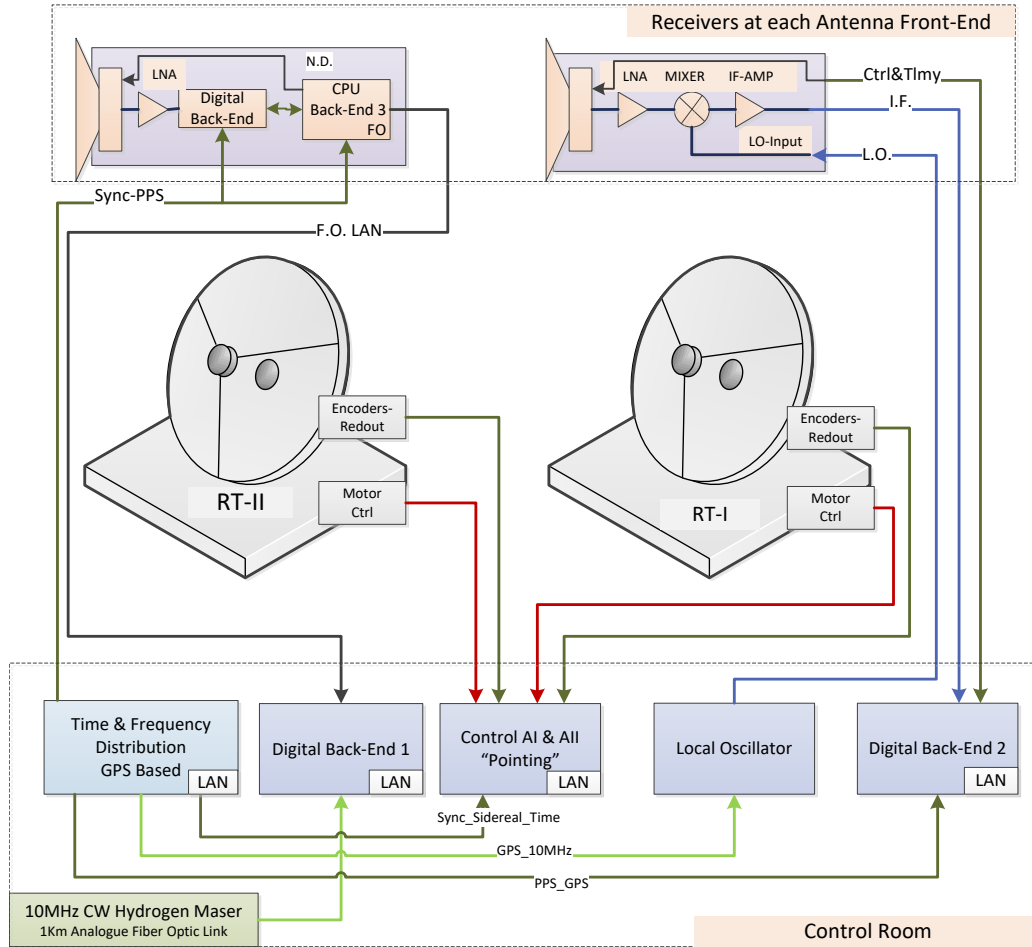 Receivers at each Antenna Front-End
N.D.
LNA
CPU
Back-End 3
FO
Digital
Back-End
LNA
MIXER
IF-AMP
Ctrl&Tlmy
I.F.
LO-Input
L.O.
Sync-PPS
F.O. LAN
Encoders-
Redout
Motor
Ctrl
RT-II
Encoders-
Redout
Motor
Ctrl
RT-I
Time & Frequency
Distribution
GPS Based
LAN
Digital Back-End 1
LAN
Control AI & AII
“Pointing”
LAN
Local Oscillator
Digital Back-End 2
LAN
Sync_Sidereal_Time
GPS_10MHz
PPS_GPS
10MHz CW Hydrogen Maser
1Km Analogue Fiber Optic Link
Control Room